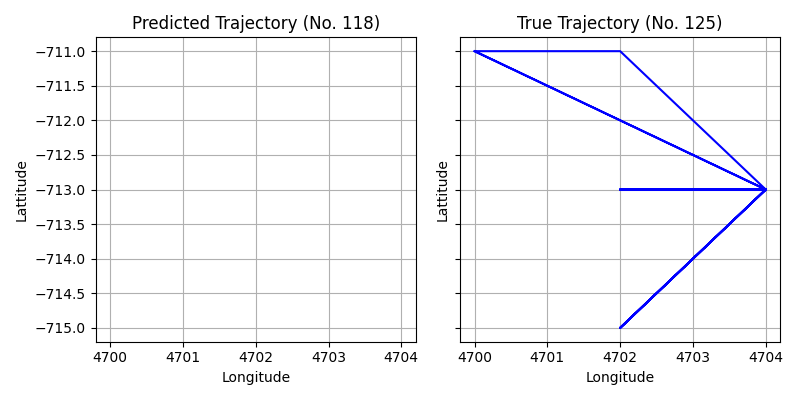 Predicted Trajectory (No. 118)
−711.0
−711.5
−712.0
−712.5
−713.0
−713.5
−714.0
−714.5
−715.0
Lattitude
4700 4701 4702 4703 4704
Longitude
True Trajectory (No. 125)
Lattitude
4700 4701 4702 4703 4704
Longitude